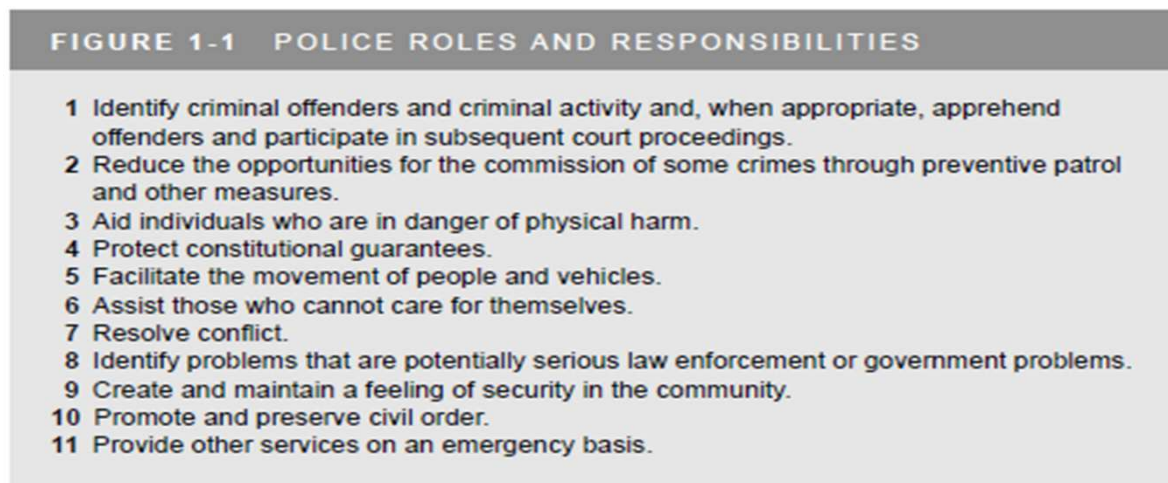 FIGURE 1-1 POLICE ROLES AND RESPONSIBILITIES
1 Identify criminal offenders and criminal activity and, when appropriate, apprehend
offenders and participate in subsequent court proceedings.
2 Reduce the opportunities for the commission of some crimes through preventive patrol
and other measures.
3 Aid individuals who are in danger of physical harm.
4 Protect constitutional guarantees.
5 Facilitate the movement of people and vehicles.
6 Assist those who cannot care for themselves.
7 Resolve conflict.
8 Identify problems that are potentially serious law enforcement or government problems.
9 Create and maintain a feeling of security in the community.
10 Promote and preserve civil order.
11 Provide other services on an emergency basis.